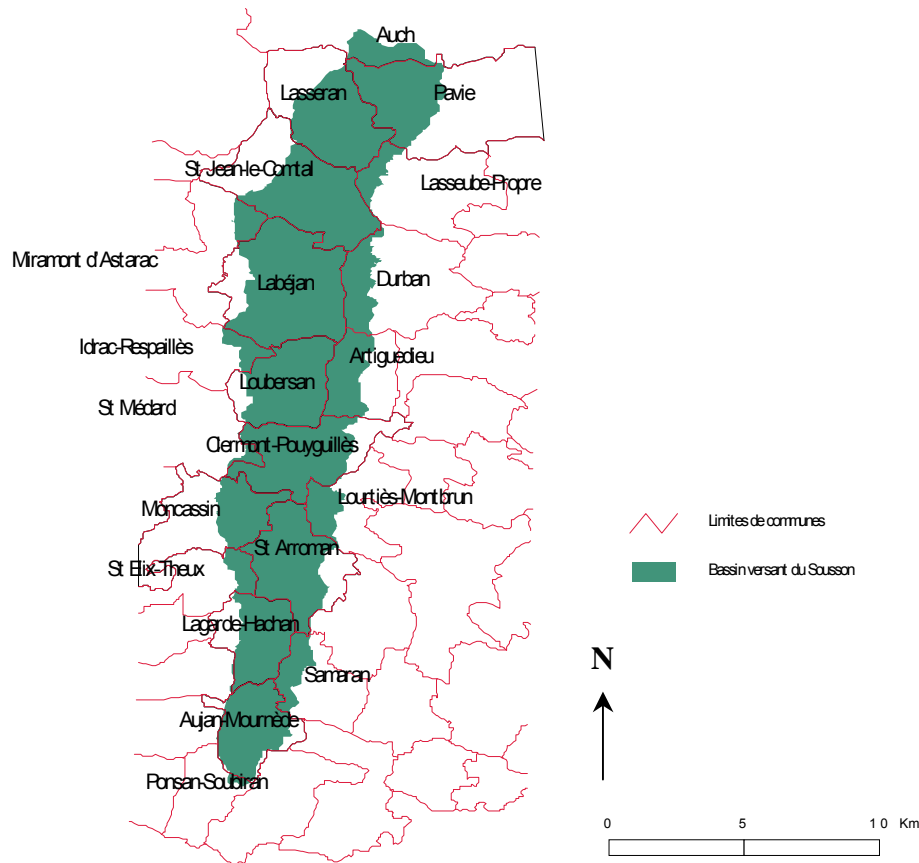 Auch
Lasseran
Pavie
St Jean-le-Comtal
Lasseube-Propre
Miramont d'Astarac
Labéjan
Durban
Idrac-Respaillès
Artiguedieu
Loubersan
St Médard
Clermont-Pouyguillès
Moncassin
Lourtiès-Montbrun
Limites de communes
St Arroman
St Elix-Theux
Bassin versant du Sousson
Lagarde-Hachan
N
Samaran
Aujan-Mournède
Ponsan-Soubiran
0 5 10 Km